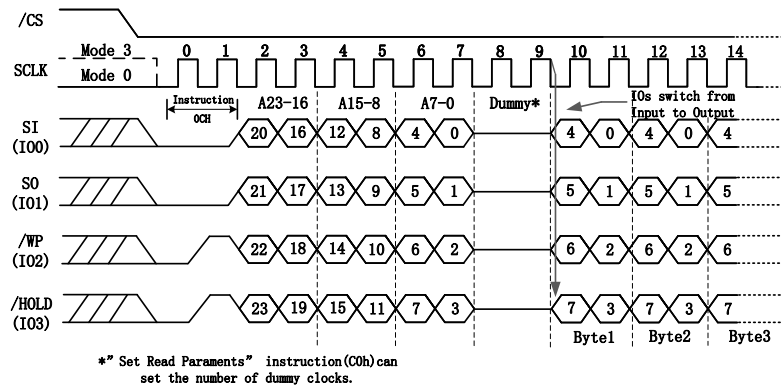 /CS
Mode 3 0 1 2 3 4 5 6 7 8 9 10 11 12 13 14
SCLK
Mode 0
Instruction A23-16 A15-8 A7-0 Dummy* IOs switch from
0CH Input to Output
SI 20 16 12 8 4 0 4 0 4 0 4
(IO0)
SO 21 17 13 9 5 1 5 1 5 1 5
(IO1)
/WP 22 18 14 10 6 2 6 2 6 2 6
(IO2)
/HOLD 23 19 15 11 7 3 7 3 7 3 7
(IO3)
Byte1 Byte2 Byte3
*" Set Read Paraments" instruction(C0h)can
set the number of dummy clocks.